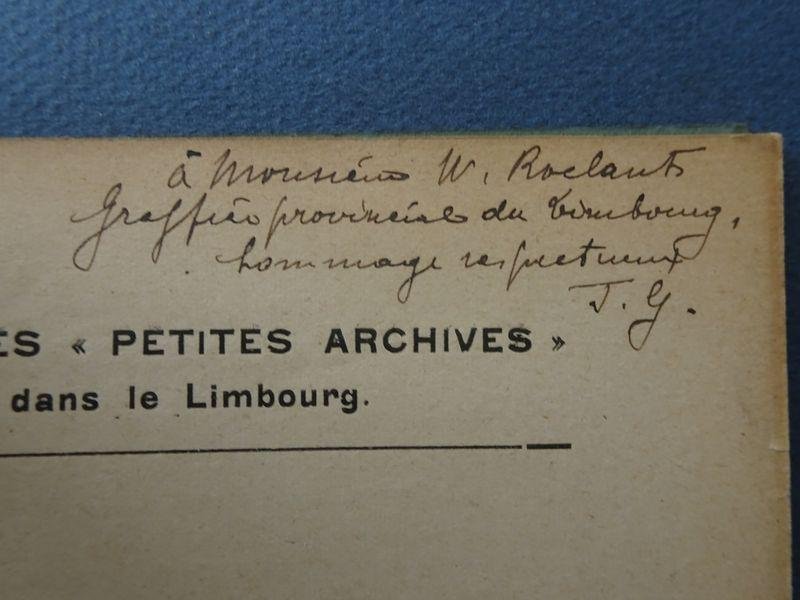 à Monsieur W. Roelants
Greffier provincial du Limbourg,
hommage respectueux
J. G.
ES « PETITES ARCHIVES »
dans le Limbourg.